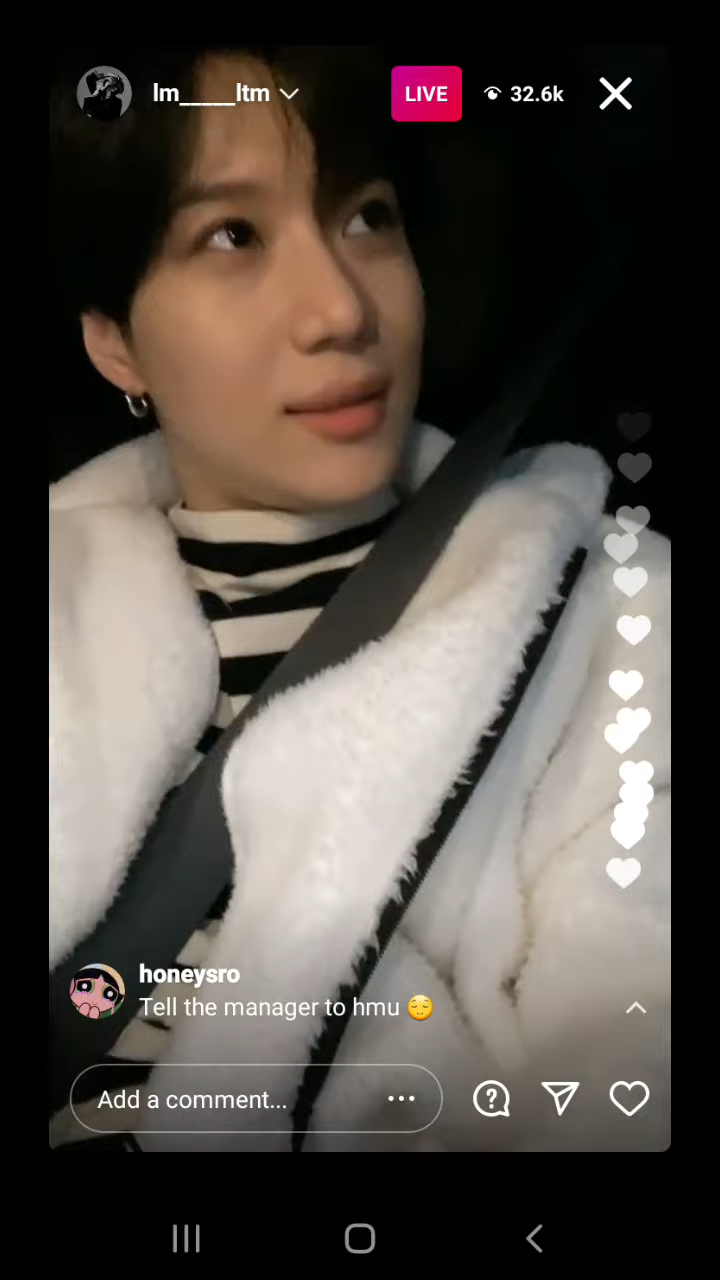 lm_____ltm
LIVE
32.6k
honeysro
Tell the manager to hmu 😌
Add a comment...